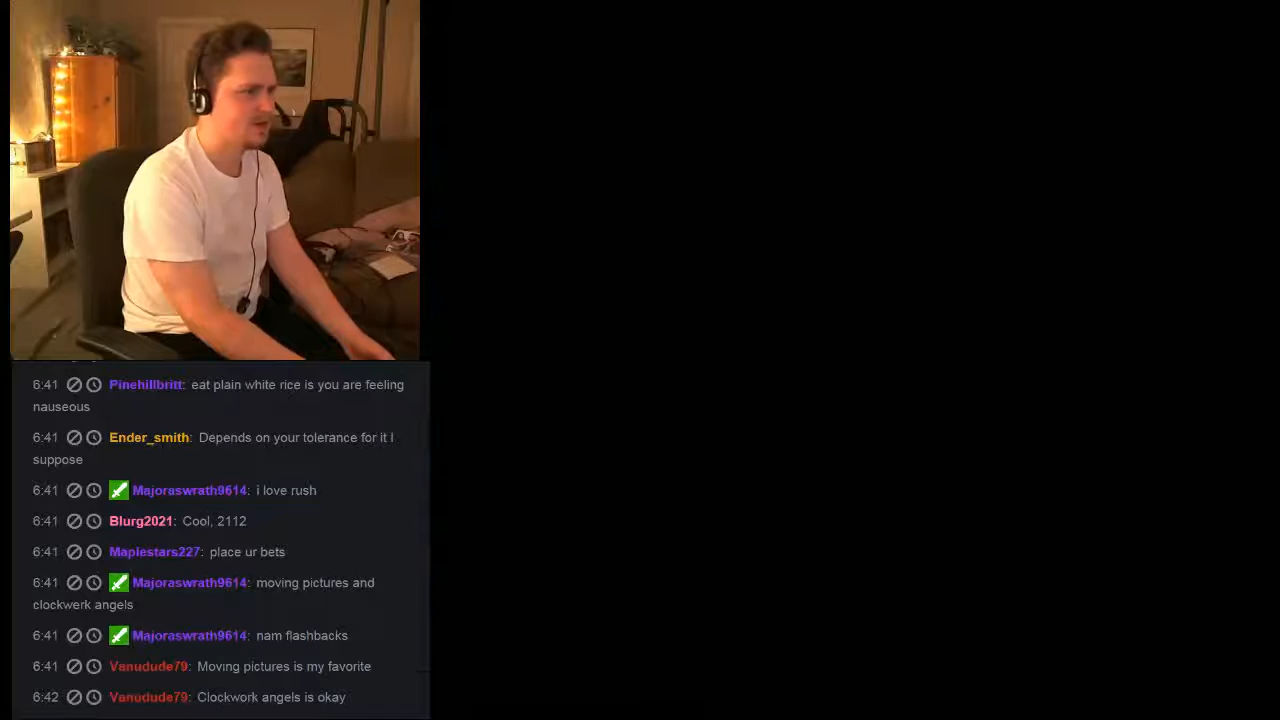 6:41 Pinehillbritt: eat plain white rice is you are feeling
nauseous
6:41 Ender_smith: Depends on your tolerance for it I
suppose
6:41 Majoraswrath9614: i love rush
6:41 Blurg2021: Cool, 2112
6:41 Maplestars227: place ur bets
6:41 Majoraswrath9614: moving pictures and
clockwerk angels
6:41 Majoraswrath9614: nam flashbacks
6:41 Vanudude79: Moving pictures is my favorite
6:42 Vanudude79: Clockwork angels is okay